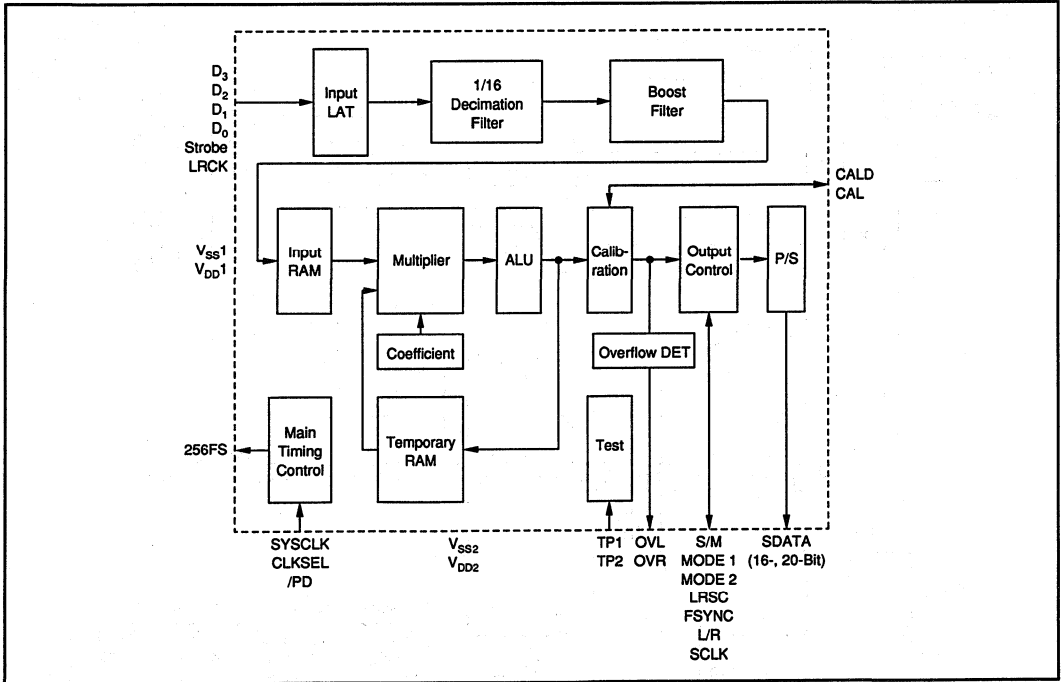 D3
D2
D1
D0
Strobe
LRCK
Input
LAT
1/16
Decimation
Filter
Boost
Filter
CALD
CAL
VSS1
VDD1
Input
RAM
Multiplier
ALU
Calib-
ration
Output
Control
P/S
Coefficient
Overflow DET
256FS
Main
Timing
Control
Temporary
RAM
Test
SYSCLK
CLKSEL
/PD
VSS2
VDD2
TP1
TP2
OVL
OVR
S/M
MODE 1
MODE 2
LRSC
FSYNC
L/R
SCLK
SDATA
(16-, 20-Bit)